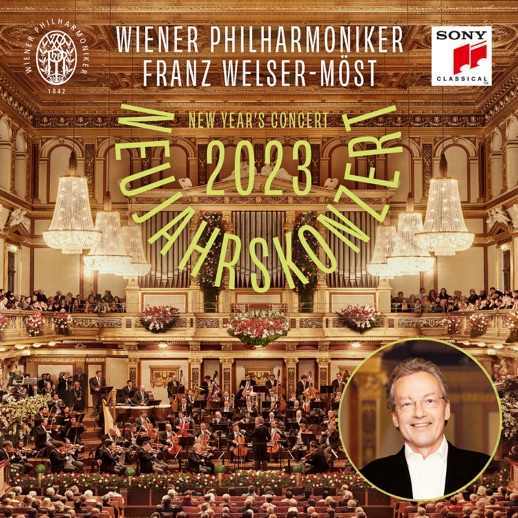 WIENER PHILHARMONIKER
1842
WIENER PHILHARMONIKER
FRANZ WELSER-MÖST
SONY
CLASSICAL
NEW YEAR'S CONCERT
2023
NEUJAHRSKONZERT